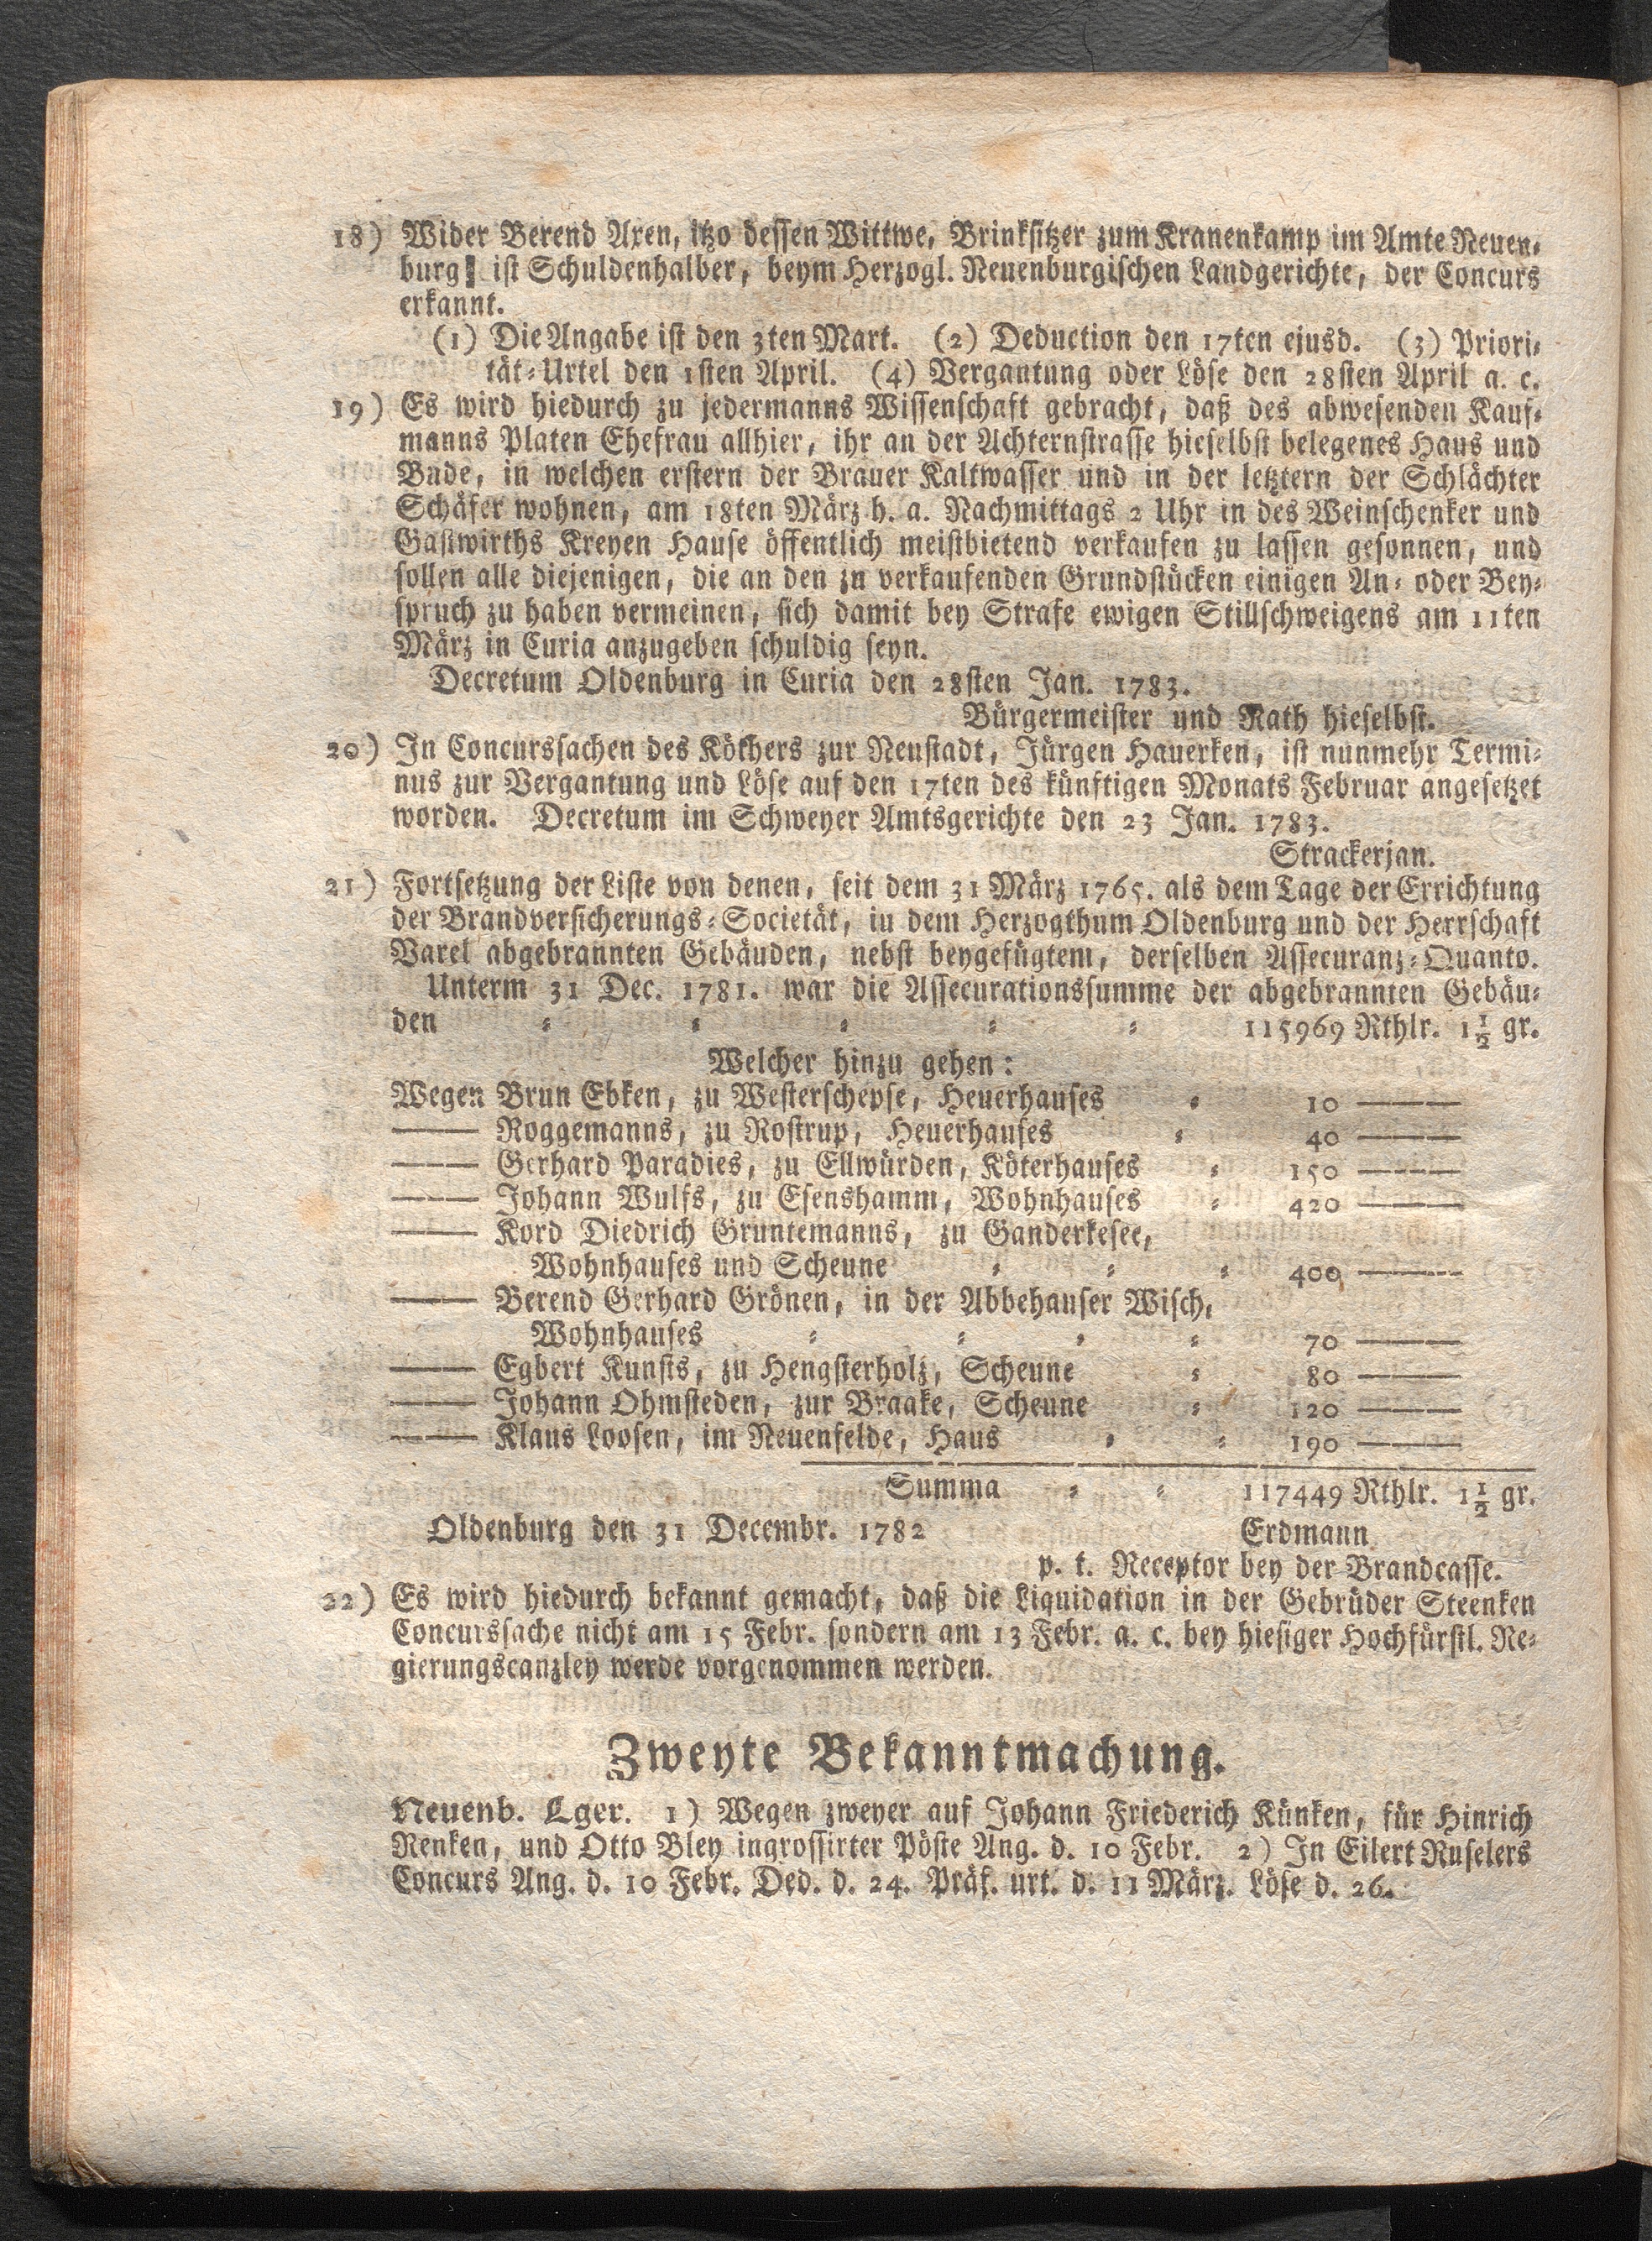 18) Wider Berend Axen, itzo dessen Wittwe, Brinksitzer zum Kranenkamp im Amte Neuen-
burg ist Schuldenhalber, beym Herzogl. Neuenburgischen Landgerichte, der Concurs
erkannt.
(1) Die Angabe ist den 3ten Mart. (2) Deduction den 17ten ejusd. (3) Priori-
tät-Urtel den 1sten April. (4) Vergantung oder Löse den 28sten April a. c.
19) Es wird hiedurch zu jedermanns Wissenschaft gebracht, daß des abwesenden Kauf-
manns Platen Ehefrau allhier, ihr an der Achternstrasse hieselbst belegenes Haus und
Bude, in welchen erstern der Brauer Kaltwasser und in der letztern der Schlächter
Schäfer wohnen, am 18ten März h. a. Nachmittags 2 Uhr in des Weinschenker und
Gastwirths Kreyen Hause öffentlich meistbietend verkaufen zu lassen gesonnen, und
sollen alle diejenigen, die an den zu verkaufenden Grundstücken einigen An- oder Bey-
spruch zu haben vermeinen, sich damit bey Strafe ewigen Stillschweigens am 11ten
März in Curia anzugeben schuldig seyn.
Decretum Oldenburg in Curia den 28sten Jan. 1783.
Bürgermeister und Rath hieselbst.
20) In Concurssachen des Köthers zur Neustadt, Jürgen Hauerken, ist nunmehr Termi-
nus zur Vergantung und Löse auf den 17ten des künftigen Monats Februar angesetzet
worden. Decretum im Schweyer Amtsgerichte den 23 Jan. 1783.
Strackerjan.
21) Fortsetzung der Liste von denen, seit dem 31 März 1765. als dem Tage der Errichtung
der Brandversicherungs-Societät, in dem Herzogthum Oldenburg und der Herrschaft
Varel abgebrannten Gebäuden, nebst beygefügtem, derselben Assecuranz-Quanto.
Unterm 31 Dec. 1781. war die Assecurationssumme der abgebrannten Gebäu-
den - - - - - 115969 Rthlr. 1½ gr.
Welcher hinzu gehen:
Wegen Brun Ebken, zu Westerschepse, Heuerhauses - 10 ———
—— Roggemanns, zu Rostrup, Heuerhauses - 40 ———
—— Gerhard Paradies, zu Ellwürden, Köterhauses - 150 ———
—— Johann Wulfs, zu Esenshamm, Wohnhauses - 420 ———
—— Kord Diedrich Gruntemanns, zu Ganderkesee,
Wohnhauses und Scheune - - - 400 ———
—— Berend Gerhard Grönen, in der Abbehauser Wisch,
Wohnhauses - - - - 70 ———
—— Egbert Kunsts, zu Hengsterholz, Scheune - 80 ———
—— Johann Ohmsteden, zur Braake, Scheune - 120 ———
—— Klaus Loosen, im Neuenfelde, Haus - - 190 ———
Summa - - 117449 Rthlr. 1½ gr.
Oldenburg den 31 Decembr. 1782 Erdmann
p. t. Receptor bey der Brandcasse.
22) Es wird hiedurch bekannt gemacht, daß die Liquidation in der Gebrüder Steenken
Concurssache nicht am 15 Febr. sondern am 13 Febr. a. c. bey hiesiger Hochfürstl. Re-
gierungscanzley werde vorgenommen werden.
Zweyte Bekanntmachung.
Neuenb. Lger. 1) Wegen zweyer auf Johann Friederich Künken, für Hinrich
Renken, und Otto Bley ingrossirter Pöste Ang. d. 10 Febr. 2) In Eilert Ruselers
Concurs Ang. d. 10 Febr. Ded. d. 24. Präf. urt. d. 11 März. Löse d. 26.